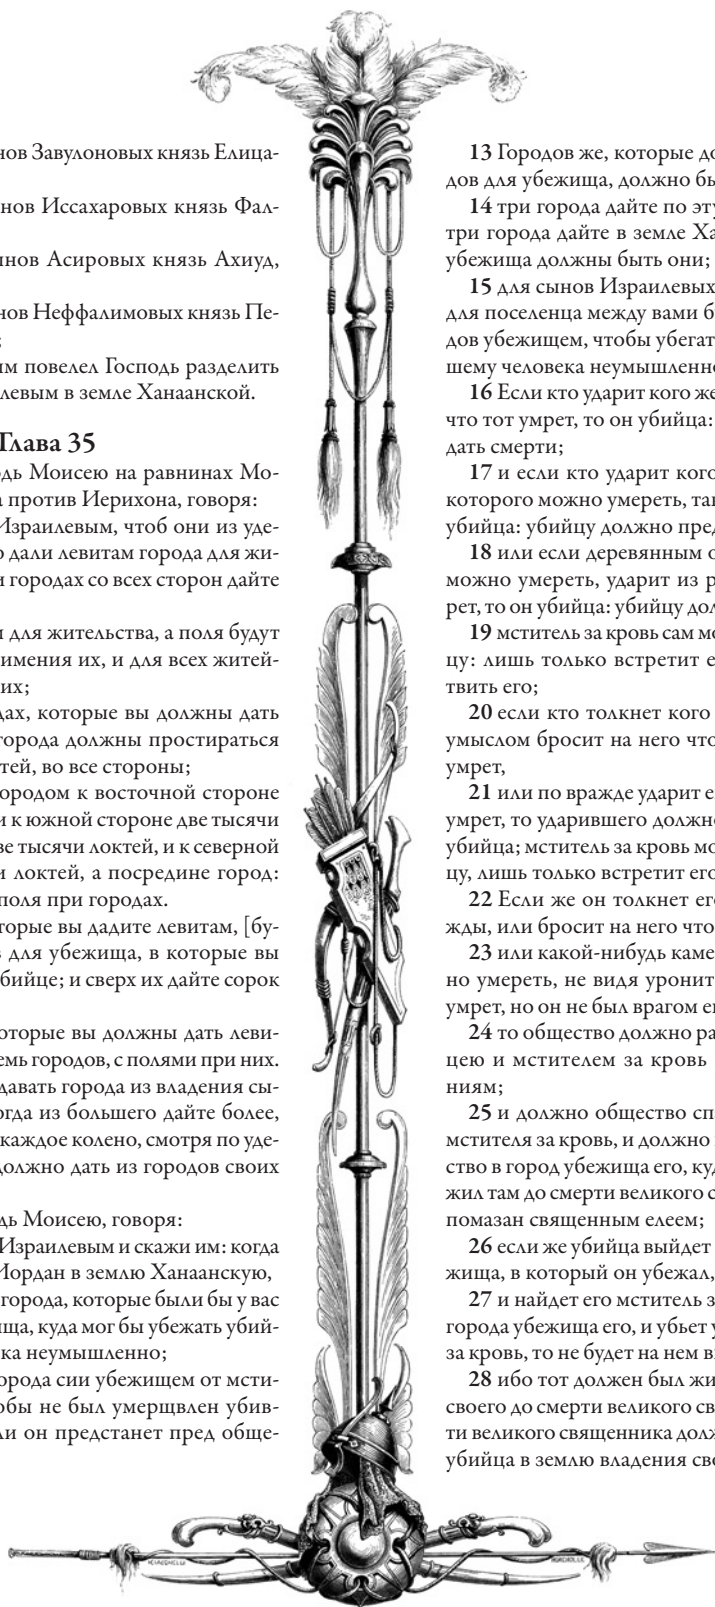 нов Завулоновых князь Елица-
нов Иссахаровых князь Фал-
нов Асировых князь Ахиуд,
нов Неффалимовых князь Пе-
;
м повелел Господь разделить
левым в земле Ханаанской.
Глава 35
дь Моисею на равнинах Мо-
против Иерихона, говоря:
Израилевым, чтоб они из уде-
дали левитам города для жи-
и городах со всех сторон дайте
для жительства, а поля будут
имения их, и для всех житей-
их;
дах, которые вы должны дать
города должны простираться
тей, во все стороны;
городом к восточной стороне
и к южной стороне две тысячи
ве тысячи локтей, и к северной
и локтей, а посредине город:
поля при городах.
торые вы дадите левитам, [бу-
для убежища, в которые вы
бийце; и сверх их дайте сорок
оторые вы должны дать леви-
емь городов, с полями при них.
давать города из владения сы-
огда из большего дайте более,
каждое колено, смотря по уде-
должно дать из городов своих
дь Моисею, говоря:
Израилевым и скажи им: когда
Иордан в землю Ханаанскую,
города, которые были бы у вас
ща, куда мог бы убежать убий-
ка неумышленно;
орода сии убежищем от мсти-
обы не был умерщвлен убив-
ли он предстанет пред обще-
13 Городов же, которые до
дов для убежища, должно бы
14 три города дайте по эту
три города дайте в земле Ха
убежища должны быть они;
15 для сынов Израилевых
для поселенца между вами б
дов убежищем, чтобы убегат
шему человека неумышленно
16 Если кто ударит кого же
что тот умрет, то он убийца:
дать смерти;
17 и если кто ударит кого
которого можно умереть, так
убийца: убийцу должно пред
18 или если деревянным о
можно умереть, ударит из р
рет, то он убийца: убийцу дол
19 мститель за кровь сам мо
цу: лишь только встретит е
твить его;
20 если кто толкнет кого
умыслом бросит на него что
умрет,
21 или по вражде ударит е
умрет, то ударившего должно
убийца; мститель за кровь мо
цу, лишь только встретит его
22 Если же он толкнет ег
жды, или бросит на него что
23 или какой-нибудь каме
но умереть, не видя уронит
умрет, но он не был врагом е
24 то общество должно ра
цею и мстителем за кровь
ниям;
25 и должно общество сп
мстителя за кровь, и должно
ство в город убежища его, куд
жил там до смерти великого с
помазан священным елеем;
26 если же убийца выйдет
жища, в который он убежал,
27 и найдет его мститель з
города убежища его, и убьет у
за кровь, то не будет на нем в
28 ибо тот должен был жи
своего до смерти великого св
ти великого священника долж
убийца в землю владения сво